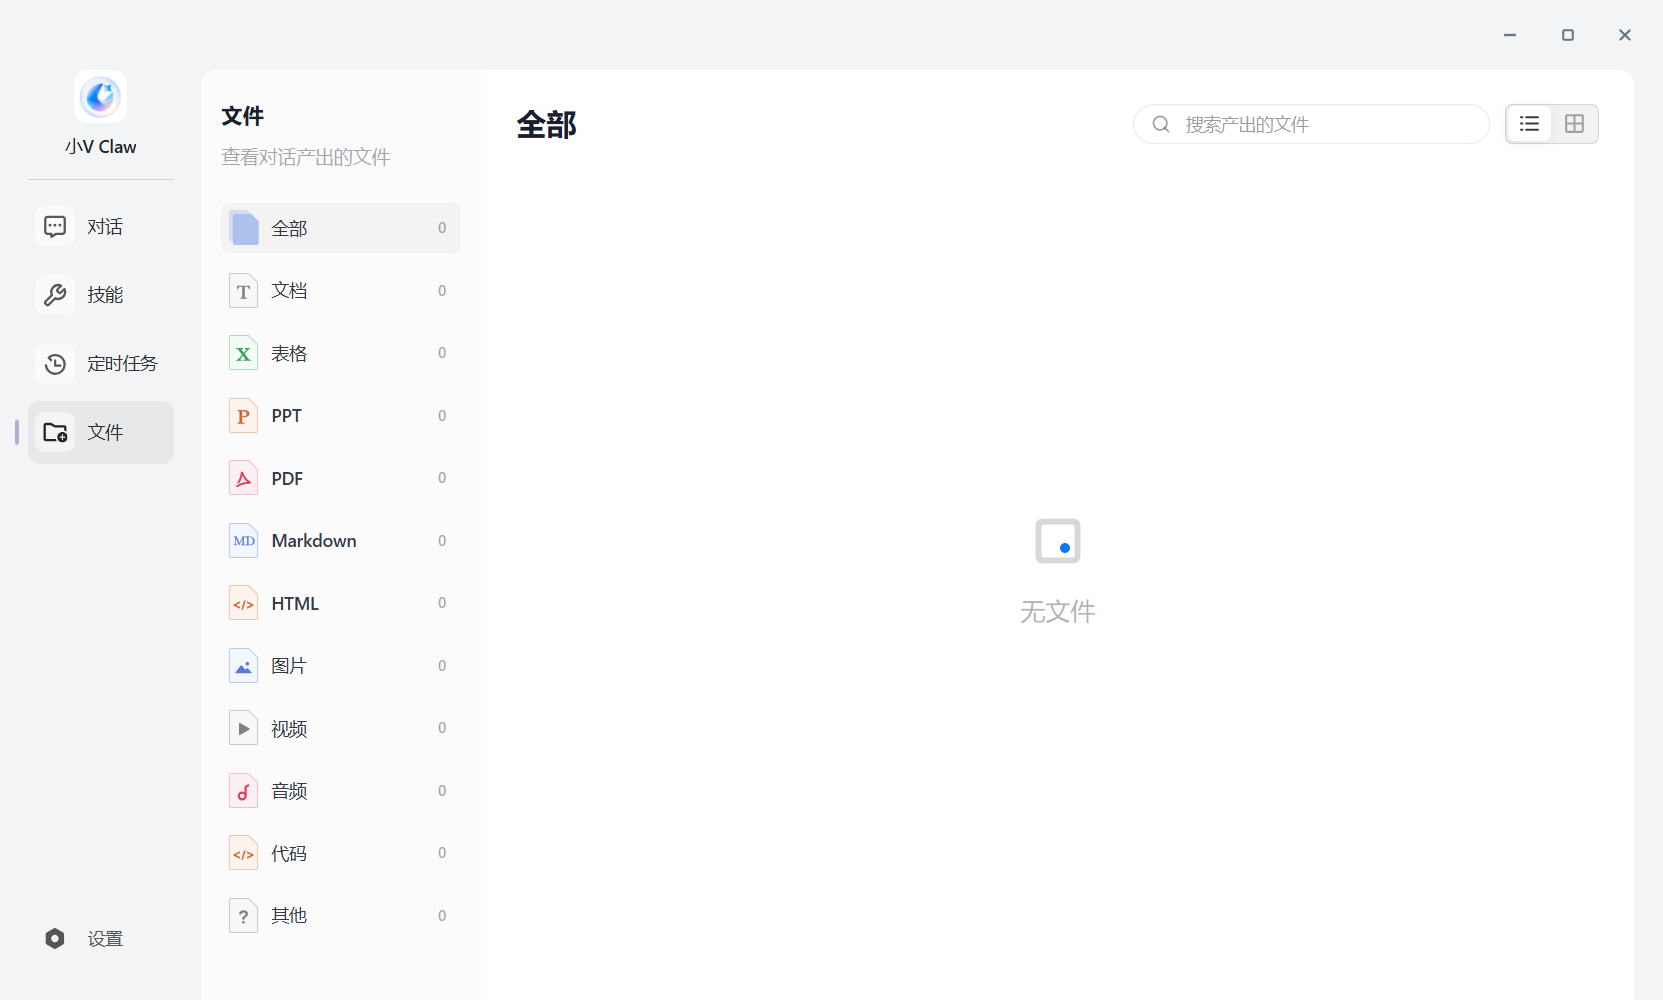 小V Claw
对话
技能
定时任务
文件
设置
文件
查看对话产出的文件
全部 0
文档 0
表格 0
PPT 0
PDF 0
Markdown 0
HTML 0
图片 0
视频 0
音频 0
代码 0
其他 0
全部
搜索产出的文件
无文件